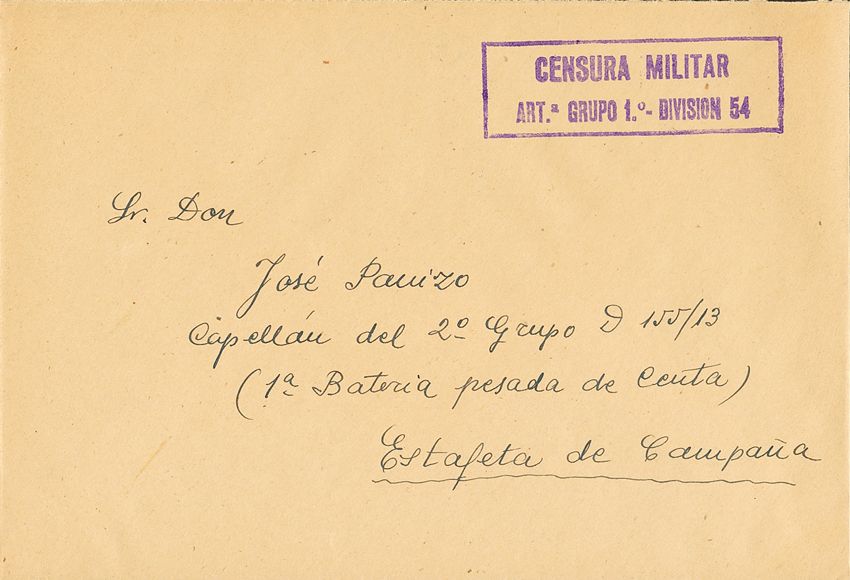 CENSURA MILITAR
ART.ª GRUPO 1.º- DIVISION 54
Sr. Don
José Panizo
Capellán del 2º Grupo D 155/13
(1ª Bateria pesada de Ceuta)
Estafeta de Campaña